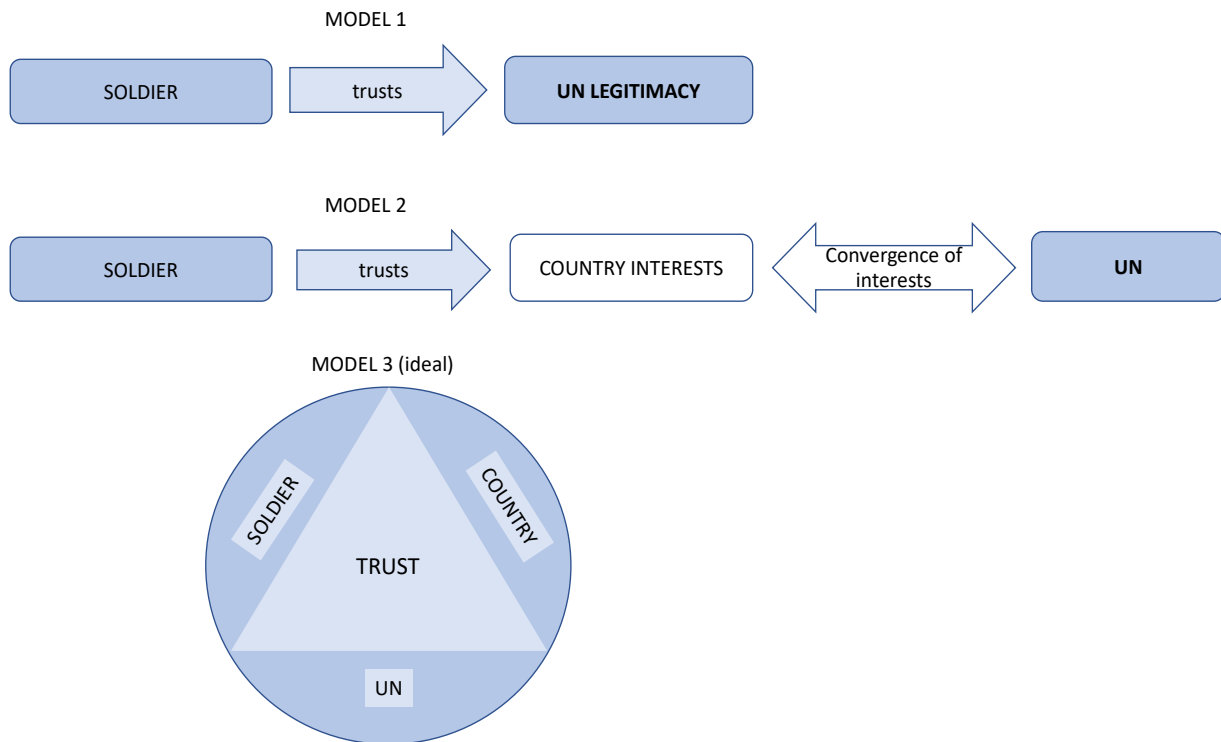 MODEL 1
SOLDIER
trusts
UN LEGITIMACY
MODEL 2
SOLDIER
trusts
COUNTRY INTERESTS
Convergence of
interests
UN
MODEL 3 (ideal)
SOLDIER
COUNTRY
TRUST
UN